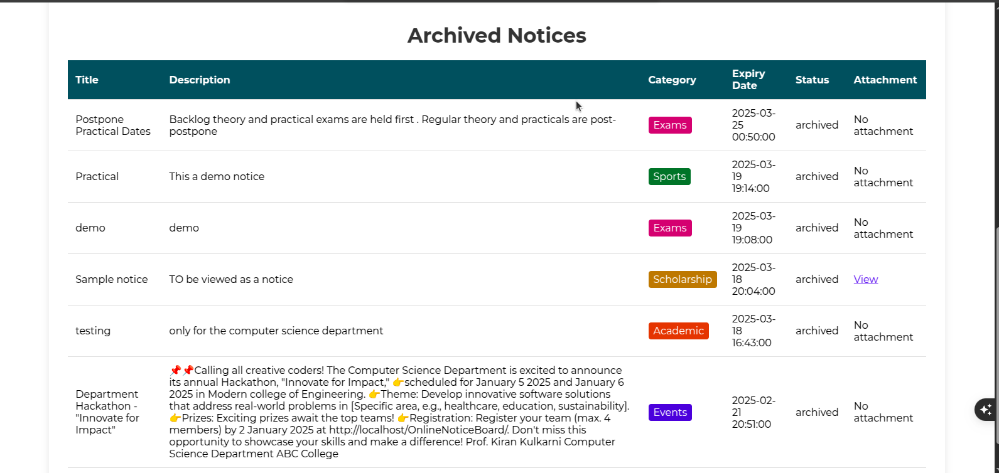 Archived Notices
Title Description Category Expiry Date Status Attachment
Postpone Practical Dates
Backlog theory and practical exams are held first . Regular theory and practicals are post-
postpone
Exams
2025-03-
25
00:50:00
archived
No
attachment
Practical
This a demo notice
Sports
2025-03-
19
19:14:00
archived
No
attachment
demo
demo
Exams
2025-03-
19
19:08:00
archived
No
attachment
Sample notice
TO be viewed as a notice
Scholarship
2025-03-
18
20:04:00
archived
View
testing
only for the computer science department
Academic
2025-03-
18
16:43:00
archived
No
attachment
Department
Hackathon -
"Innovate for
Impact"
📌📌Calling all creative coders! The Computer Science Department is excited to announce
its annual Hackathon, "Innovate for Impact," 👉scheduled for January 5 2025 and January 6
2025 in Modern college of Engineering. 👉Theme: Develop innovative software solutions
that address real-world problems in [Specific area, e.g., healthcare, education, sustainability].
👉Prizes: Exciting prizes await the top teams! 👉Registration: Register your team (max. 4
members) by 2 January 2025 at http://localhost/OnlineNoticeBoard/. Don't miss this
opportunity to showcase your skills and make a difference! Prof. Kiran Kulkarni Computer
Science Department ABC College
Events
2025-02-
21
20:51:00
archived
No
attachment